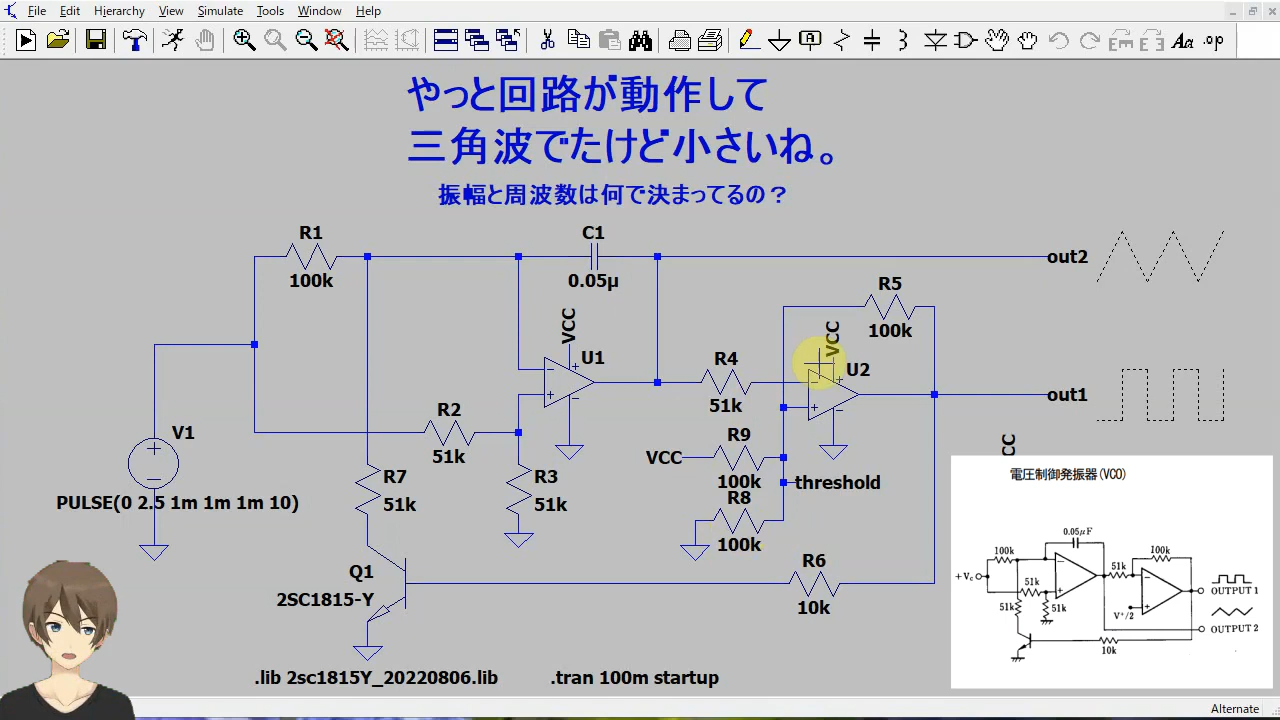 File Edit Hierarchy View Simulate Tools Window Help
.op
やっと回路が動作して
三角波でたけど小さいね。
振幅と周波数は何で決まってるの？
R1
100k
C1
0.05µ
out2
R5
100k
VCC
U1
VCC
U2
R4
51k
out1
R2
51k
V1
PULSE(0 2.5 1m 1m 1m 10)
R7
51k
R3
51k
R9
VCC
100k
threshold
R8
100k
VCC
Q1
2SC1815-Y
R6
10k
.lib 2sc1815Y_20220806.lib
.tran 100m startup
電圧制御発振器(VCO)
0.05µF
100k
100k
51k
+Vc
51k
51k
51k
V⁺/2
OUTPUT 1
OUTPUT 2
10k
Alternate